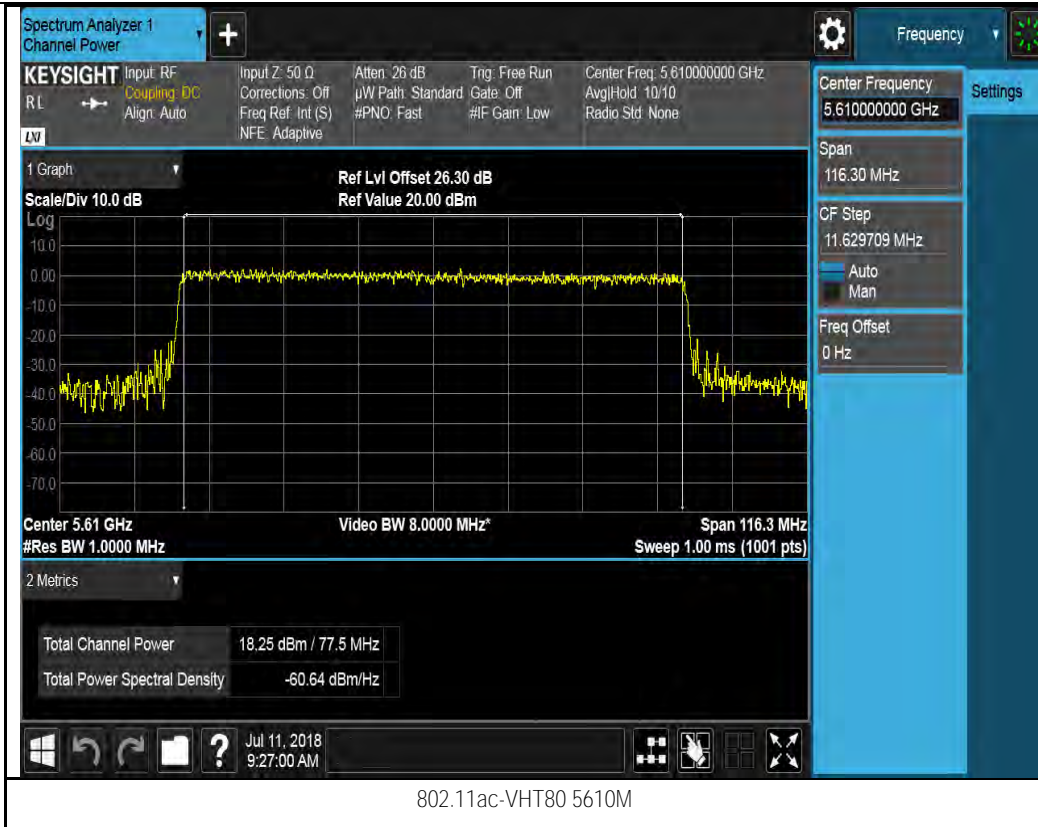 Spectrum Analyzer 1
Channel Power
+
Frequency
KEYSIGHT
R L
LXI
Input: RF
Coupling: DC
Align: Auto
Input Z: 50 Ω
Corrections: Off
Freq Ref: Int (S)
NFE: Adaptive
Atten: 26 dB
µW Path: Standard
#PNO: Fast
Trig: Free Run
Gate: Off
#IF Gain: Low
Center Freq: 5.610000000 GHz
Avg|Hold: 10/10
Radio Std: None
Center Frequency
5.610000000 GHz
Settings
Span
116.30 MHz
CF Step
11.629709 MHz
Auto
Man
Freq Offset
0 Hz
1 Graph
Scale/Div 10.0 dB
Ref Lvl Offset 26.30 dB
Ref Value 20.00 dBm
Log
10.0
0.00
-10.0
-20.0
-30.0
-40.0
-50.0
-60.0
-70.0
Center 5.61 GHz
#Res BW 1.0000 MHz
Video BW 8.0000 MHz*
Span 116.3 MHz
Sweep 1.00 ms (1001 pts)
2 Metrics
Total Channel Power 18.25 dBm / 77.5 MHz
Total Power Spectral Density -60.64 dBm/Hz
?
Jul 11, 2018
9:27:00 AM
802.11ac-VHT80 5610M